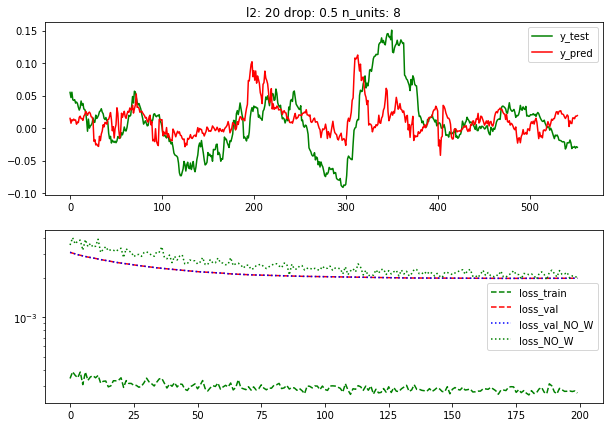 l2: 20 drop: 0.5 n_units: 8
0.15
0.10
0.05
0.00
−0.05
−0.10
y_test
y_pred
0 100 200 300 400 500
10⁻³
loss_train
loss_val
loss_val_NO_W
loss_NO_W
0 25 50 75 100 125 150 175 200